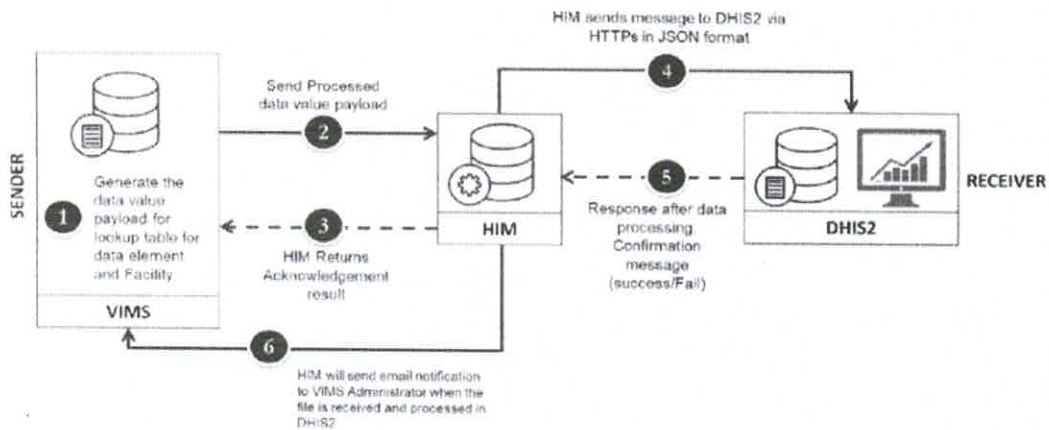 HIM sends message to DHIS2 via
HTTPs in JSON format
4
SENDER
Send Processed
data value payload
2
1
Generate the
data value
payload for
lookup table for
data element
and Facility
VIMS
3
HIM Returns
Acknowledgement
result
HIM
5
Response after data
processing
Confirmation
message
(success/Fail)
DHIS2
RECEIVER
6
HIM will send email notification
to VIMS Administrator when the
file is received and processed in
DHIS2